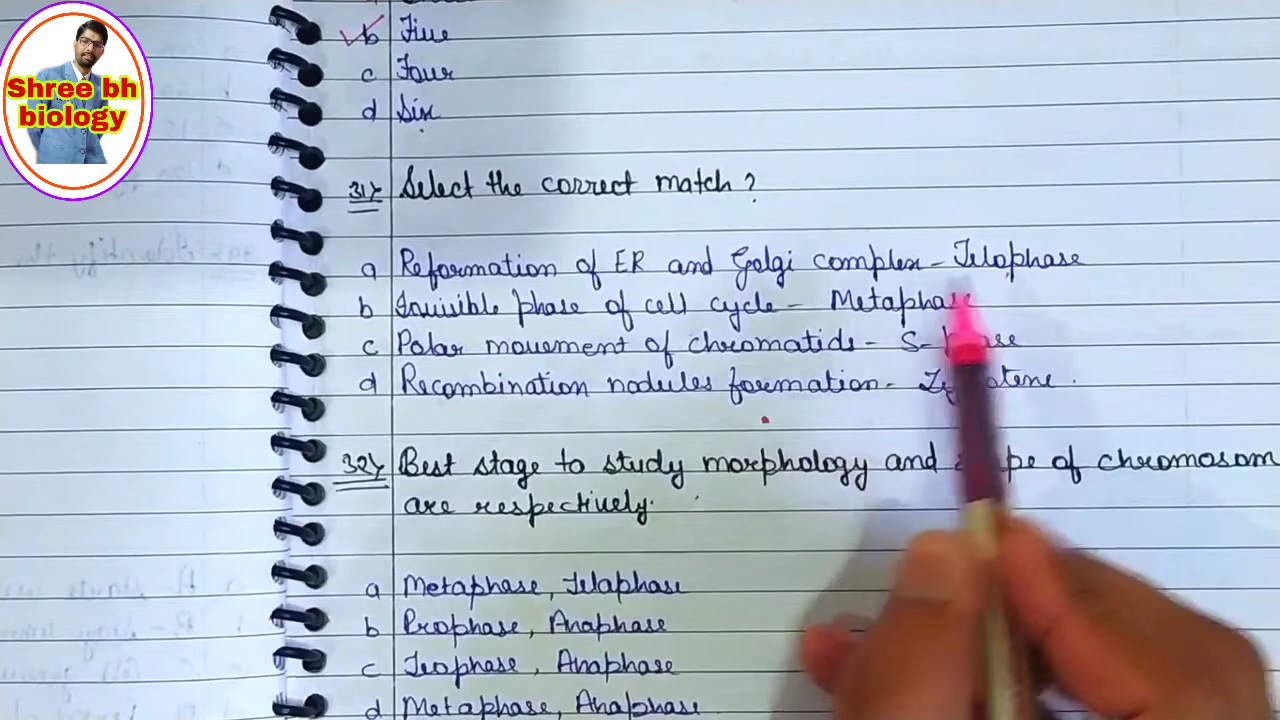 Shree bh
biology
b Five
c Four
d Six
31) Select the correct match?
a Reformation of ER and Golgi complex - Telophase
b Invisible phase of cell cycle - Metaphase
c Polar movement of chromatids - S-
d Recombination nodules formation -
32) Best stage to study morphology and of chromosom
are respectively.
a Metaphase, Telaphase
b Prophase, Anaphase
c Anaphase
d Metaphase, Anaphase